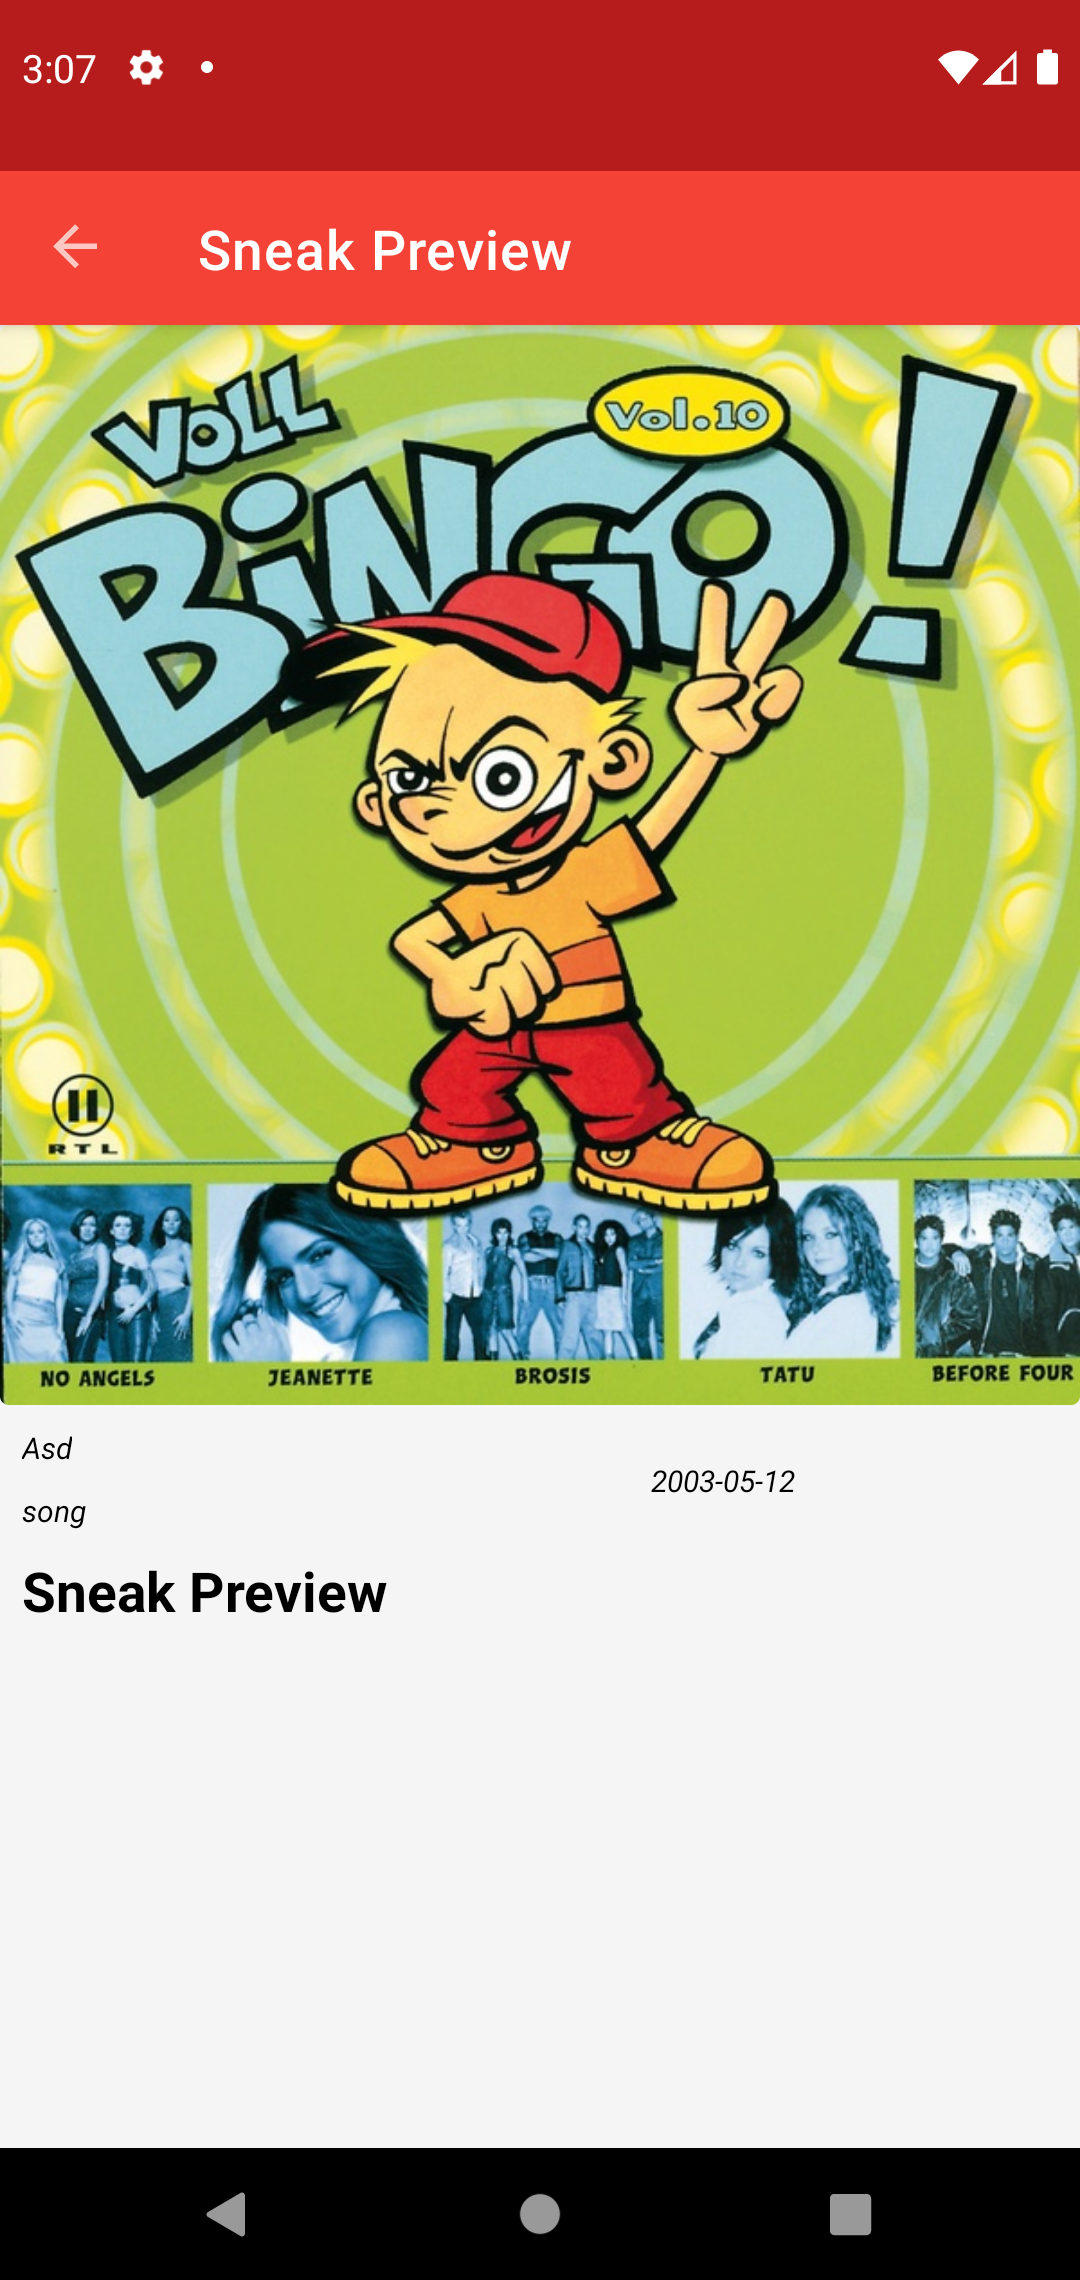 3:07
Sneak Preview
VOLL
Vol.10
BiNGO!
II
RTL
NO ANGELS JEANETTE BROSIS TATU BEFORE FOUR
Asd
2003-05-12
song
Sneak Preview